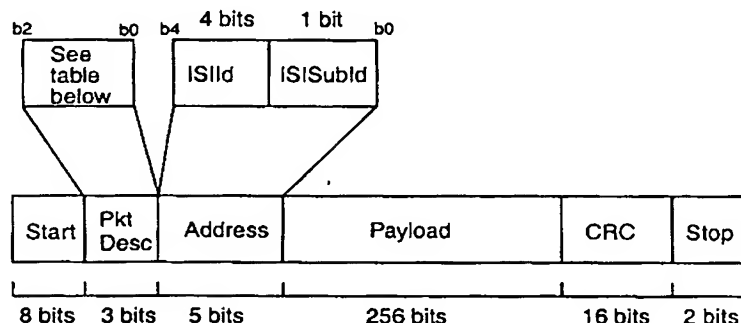 4 bits 1 bit
b2 b0 b4 b0
See
table
below
ISIId ISISubId
Start Pkt
Desc Address Payload CRC Stop
8 bits 3 bits 5 bits 256 bits 16 bits 2 bits